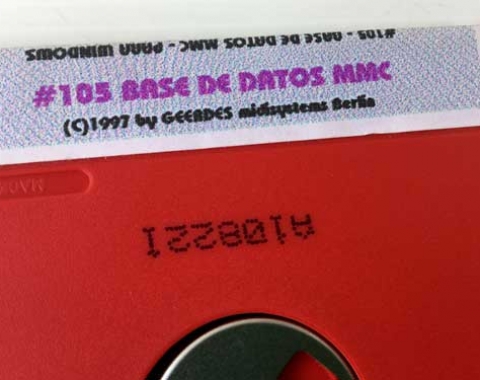 #105 - BASE DE DATOS MMC - PARA WINDOWS
#105 BASE DE DATOS MMC
(C)1997 by GEERDES midisystems Berlin
A108221